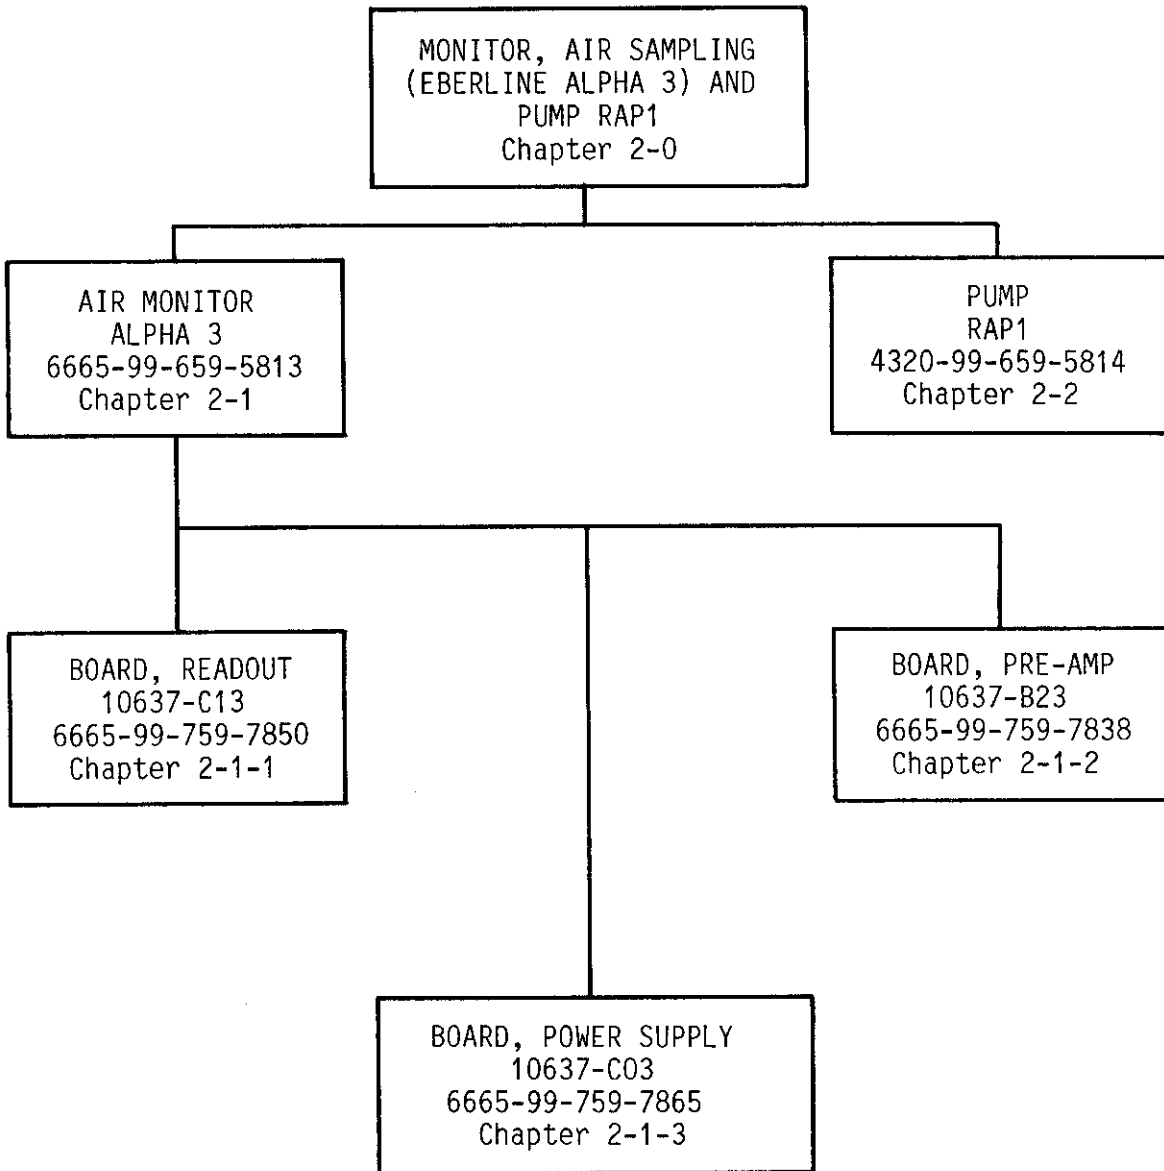 MONITOR, AIR SAMPLING
(EBERLINE ALPHA 3) AND
PUMP RAP1
Chapter 2-0
AIR MONITOR
ALPHA 3
6665-99-659-5813
Chapter 2-1
PUMP
RAP1
4320-99-659-5814
Chapter 2-2
BOARD, READOUT
10637-C13
6665-99-759-7850
Chapter 2-1-1
BOARD, PRE-AMP
10637-B23
6665-99-759-7838
Chapter 2-1-2
BOARD, POWER SUPPLY
10637-C03
6665-99-759-7865
Chapter 2-1-3